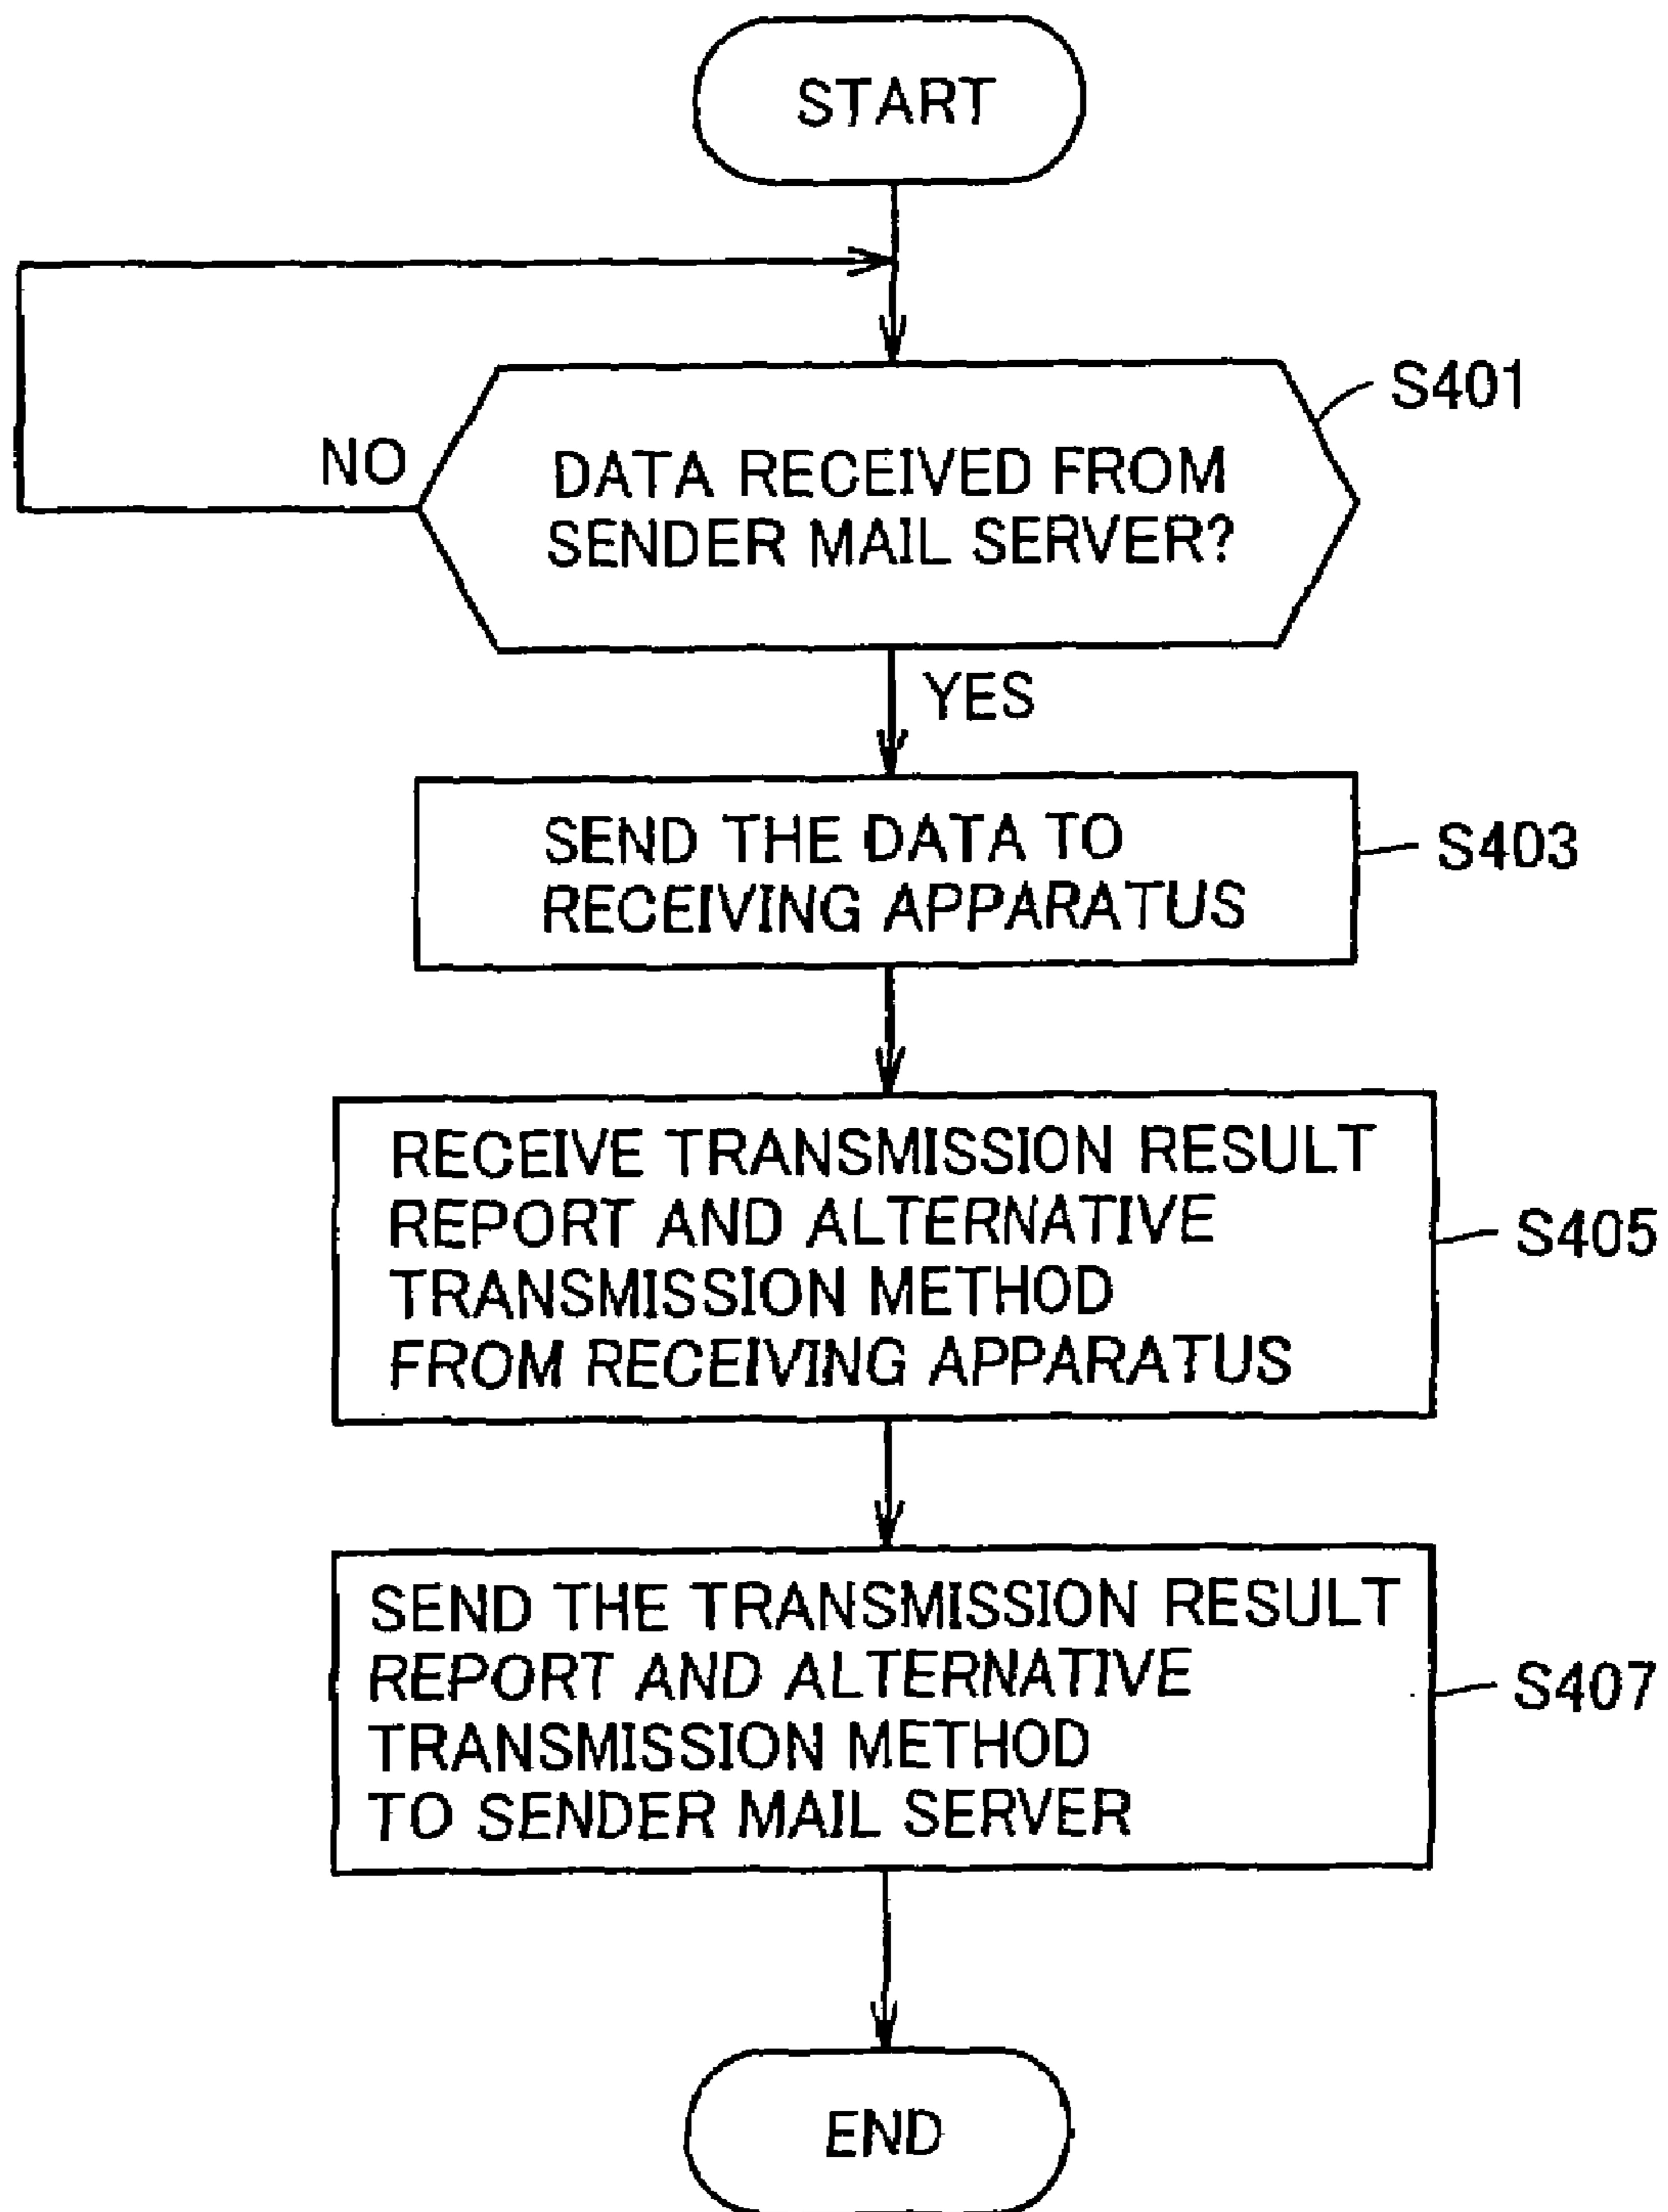 START
S401
NO
DATA RECEIVED FROM
SENDER MAIL SERVER?
YES
SEND THE DATA TO
RECEIVING APPARATUS
S403
RECEIVE TRANSMISSION RESULT
REPORT AND ALTERNATIVE
TRANSMISSION METHOD
FROM RECEIVING APPARATUS
S405
SEND THE TRANSMISSION RESULT
REPORT AND ALTERNATIVE
TRANSMISSION METHOD
TO SENDER MAIL SERVER
S407
END